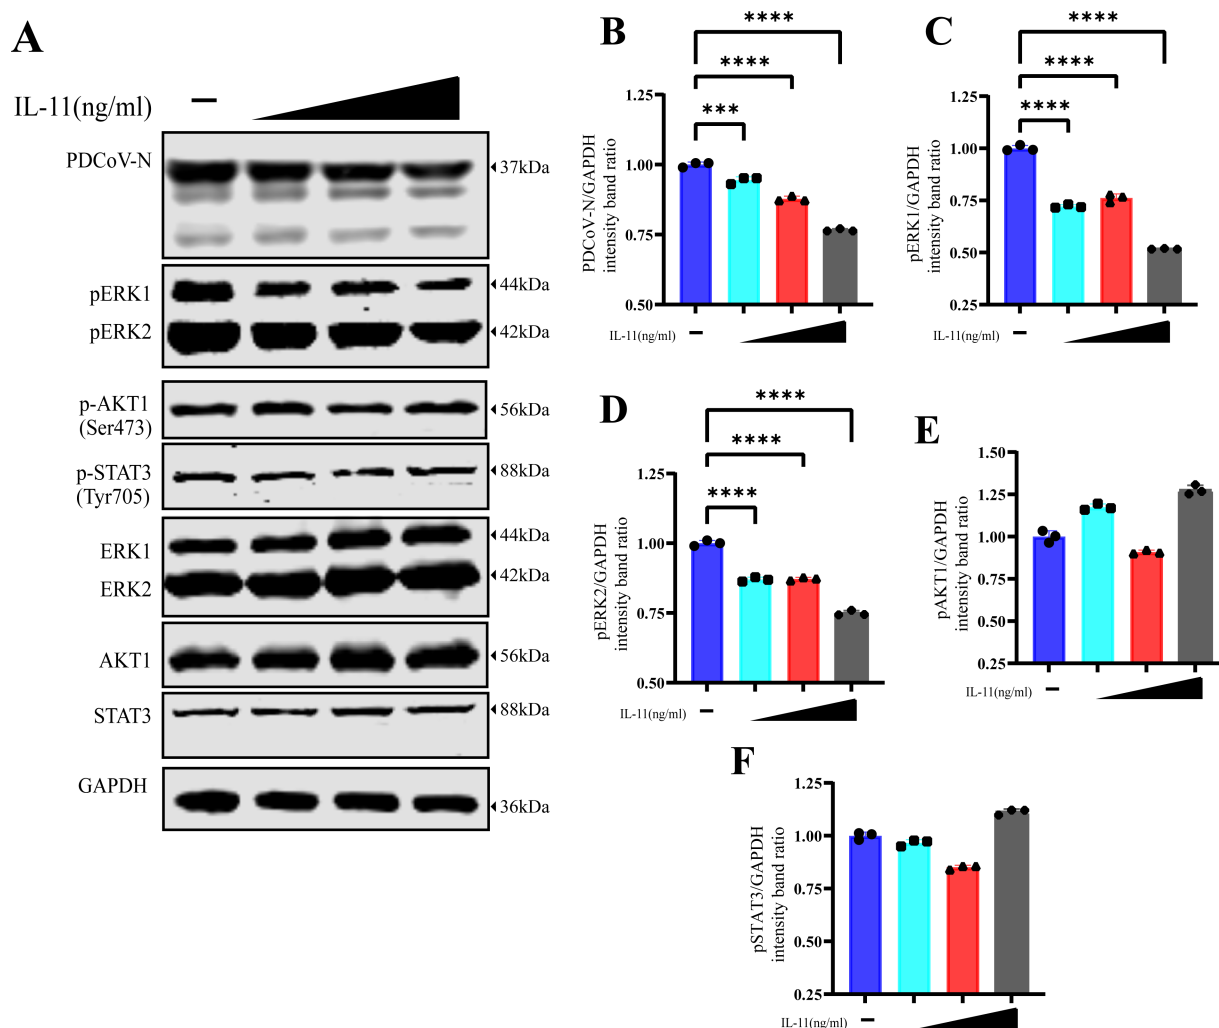 A
IL-11(ng/ml) –
PDCoV-N
37kDa
pERK1
44kDa
pERK2
42kDa
p-AKT1
(Ser473)
56kDa
p-STAT3
(Tyr705)
88kDa
ERK1
44kDa
ERK2
42kDa
AKT1
56kDa
STAT3
88kDa
GAPDH
36kDa
B
****
****
***
PDCoV-N/GAPDH
intensity band ratio
1.25
1.00
0.75
0.50
IL-11(ng/ml) –
C
****
****
****
pERK1/GAPDH
intensity band ratio
1.25
1.00
0.75
0.50
0.25
IL-11(ng/ml) –
D
****
****
****
pERK2/GAPDH
intensity band ratio
1.25
1.00
0.75
0.50
IL-11(ng/ml) –
E
pAKT1/GAPDH
intensity band ratio
1.50
1.25
1.00
0.75
0.50
0.25
IL-11(ng/ml) –
F
pSTAT3/GAPDH
intensity band ratio
1.25
1.00
0.75
0.50
0.25
IL-11(ng/ml) –